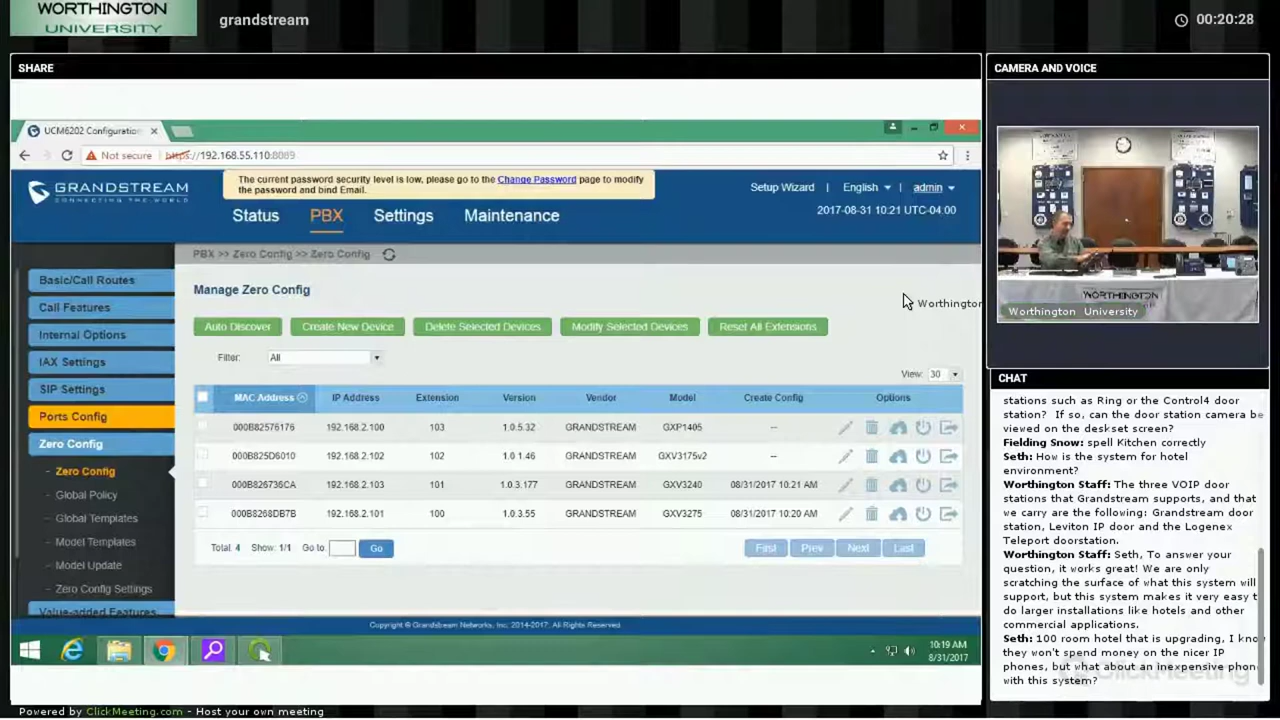 WORTHINGTON
UNIVERSITY
grandstream
00:20:28
SHARE
UCM6202 Configuration
Not secure https://192.168.55.110:8089
GRANDSTREAM
CONNECTING THE WORLD
The current password security level is low, please go to the Change Password page to modify
the password and bind Email.
Setup Wizard | English | admin
2017-08-31 10:21 UTC-04:00
Status PBX Settings Maintenance
PBX >> Zero Config >> Zero Config
Basic/Call Routes
Call Features
Internal Options
IAX Settings
SIP Settings
Ports Config
Zero Config
- Zero Config
- Global Policy
- Global Templates
- Model Templates
- Model Update
- Zero Config Settings
Value-added Features
Manage Zero Config
Worthington
Auto Discover Create New Device Delete Selected Devices Modify Selected Devices Reset All Extensions
Filter: All
View: 30
MAC Address IP Address Extension Version Vendor Model Create Config Options
000B82576176 192.168.2.100 103 1.0.5.32 GRANDSTREAM GXP1405 --
000B825D6010 192.168.2.102 102 1.0.1.46 GRANDSTREAM GXV3175v2 --
000B826736CA 192.168.2.103 101 1.0.3.177 GRANDSTREAM GXV3240 08/31/2017 10:21 AM
000B8268DB7B 192.168.2.101 100 1.0.3.55 GRANDSTREAM GXV3275 08/31/2017 10:20 AM
Total: 4 Show: 1/1 Go to: Go First Prev Next Last
Copyright © Grandstream Networks, Inc. 2014-2017. All Rights Reserved.
10:19 AM
8/31/2017
CAMERA AND VOICE
WORTHINGTON
Worthington University
CHAT
stations such as Ring or the Control4 door
station? If so, can the door station camera be
viewed on the deskset screen?
Fielding Snow: spell Kitchen correctly
Seth: How is the system for hotel
environment?
Worthington Staff: The three VOIP door
stations that Grandstream supports, and that
we carry are the following: Grandstream door
station, Leviton IP door and the Logenex
Teleport doorstation.
Worthington Staff: Seth, To answer your
question, it works great! We are only
scratching the surface of what this system will
support, but this system makes it very easy t
do larger installations like hotels and other
commercial applications.
Seth: 100 room hotel that is upgrading, I kno
they won't spend money on the nicer IP
phones, but what about an inexpensive phon
with this system?
ClickMeeting
Powered by ClickMeeting.com - Host your own meeting